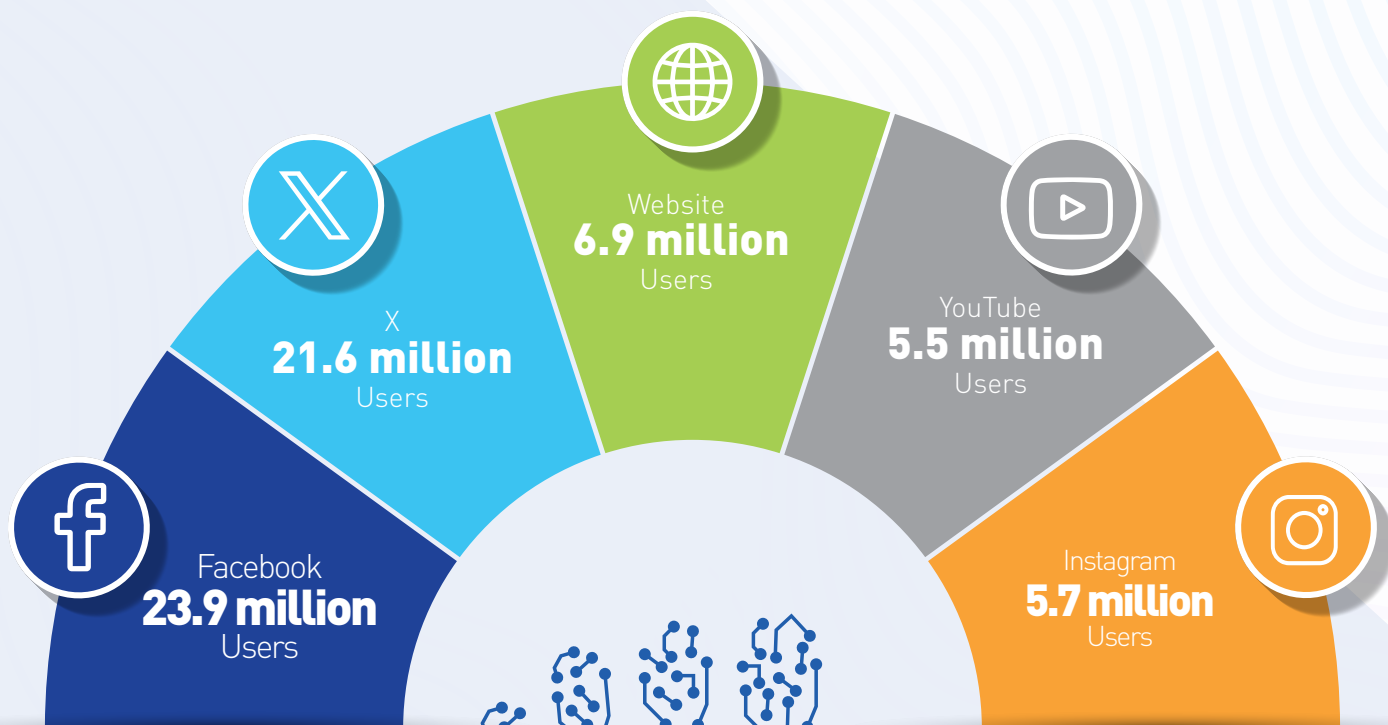 Website
6.9 million
Users
X
21.6 million
Users
YouTube
5.5 million
Users
Facebook
23.9 million
Users
Instagram
5.7 million
Users